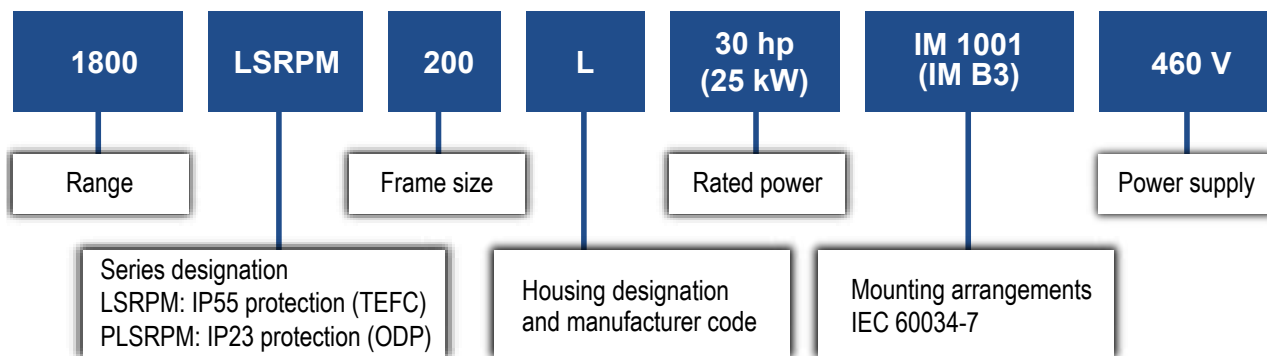 1800
LSRPM
200
L
30 hp
(25 kW)
IM 1001
(IM B3)
460 V
Range
Frame size
Rated power
Power supply
Series designation
LSRPM: IP55 protection (TEFC)
PLSRPM: IP23 protection (ODP)
Housing designation
and manufacturer code
Mounting arrangements
IEC 60034-7